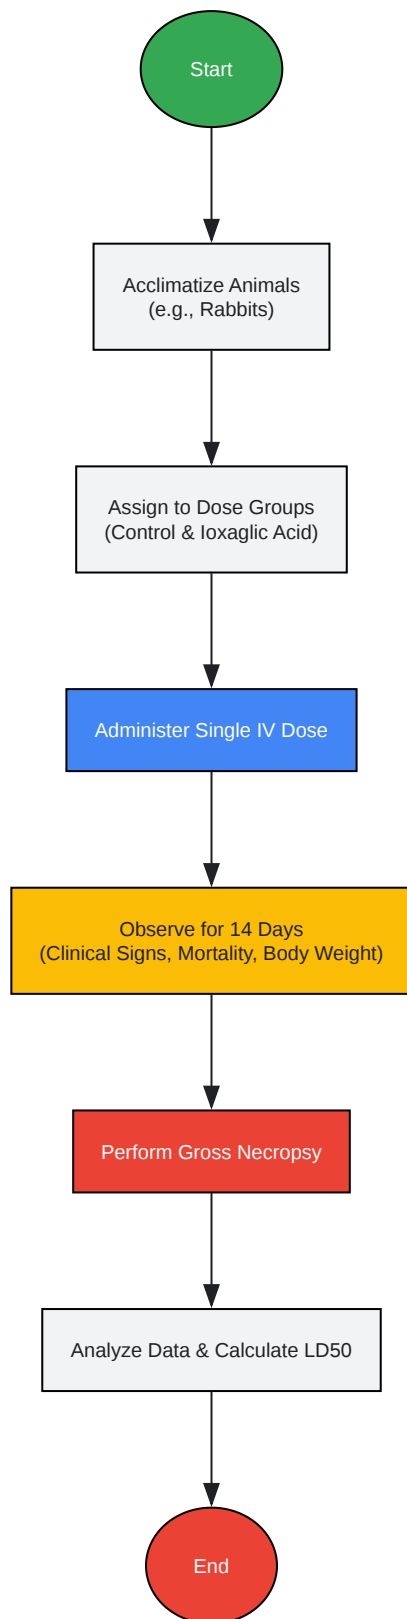 Start
Acclimatize Animals
(e.g., Rabbits)
Assign to Dose Groups
(Control & Ioxaglic Acid)
Administer Single IV Dose
Observe for 14 Days
(Clinical Signs, Mortality, Body Weight)
Perform Gross Necropsy
Analyze Data & Calculate LD50
End